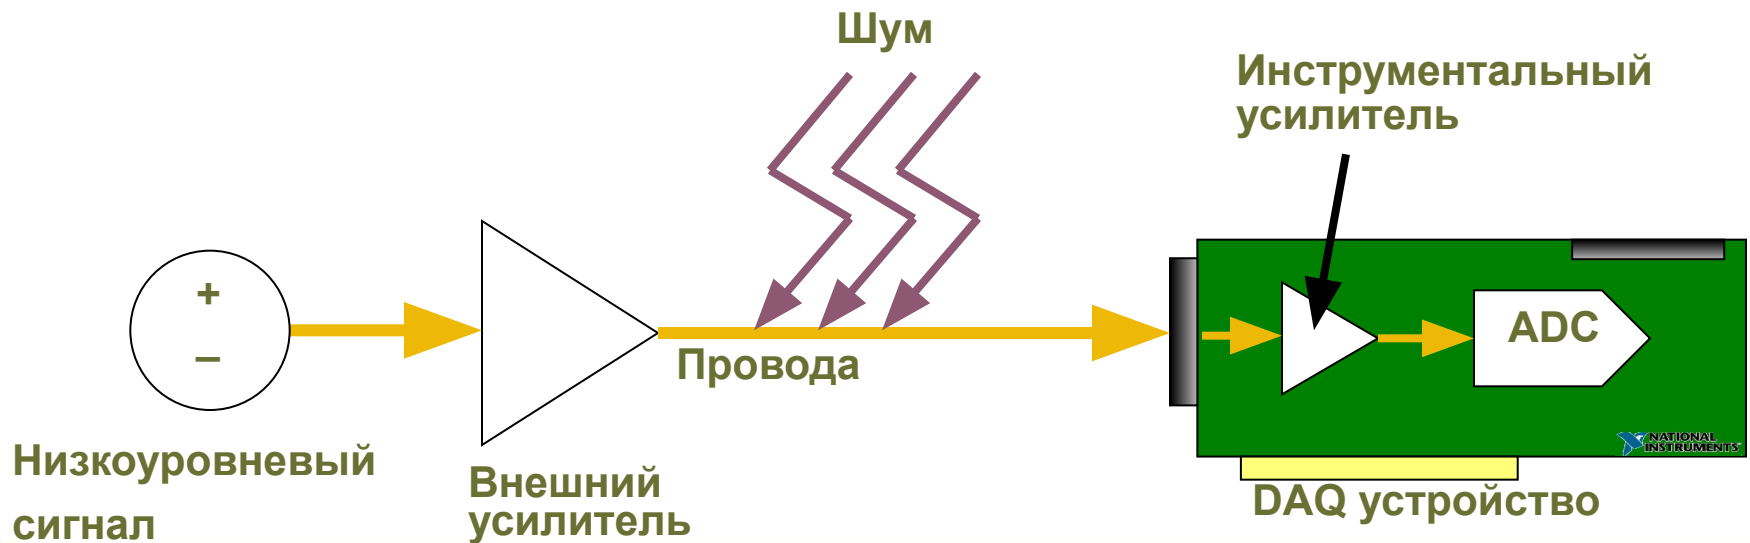 Шум
Инструментальный
усилитель
+
–
ADC
Провода
NATIONAL
INSTRUMENTS
Низкоуровневый
сигнал
Внешний
усилитель
DAQ устройство